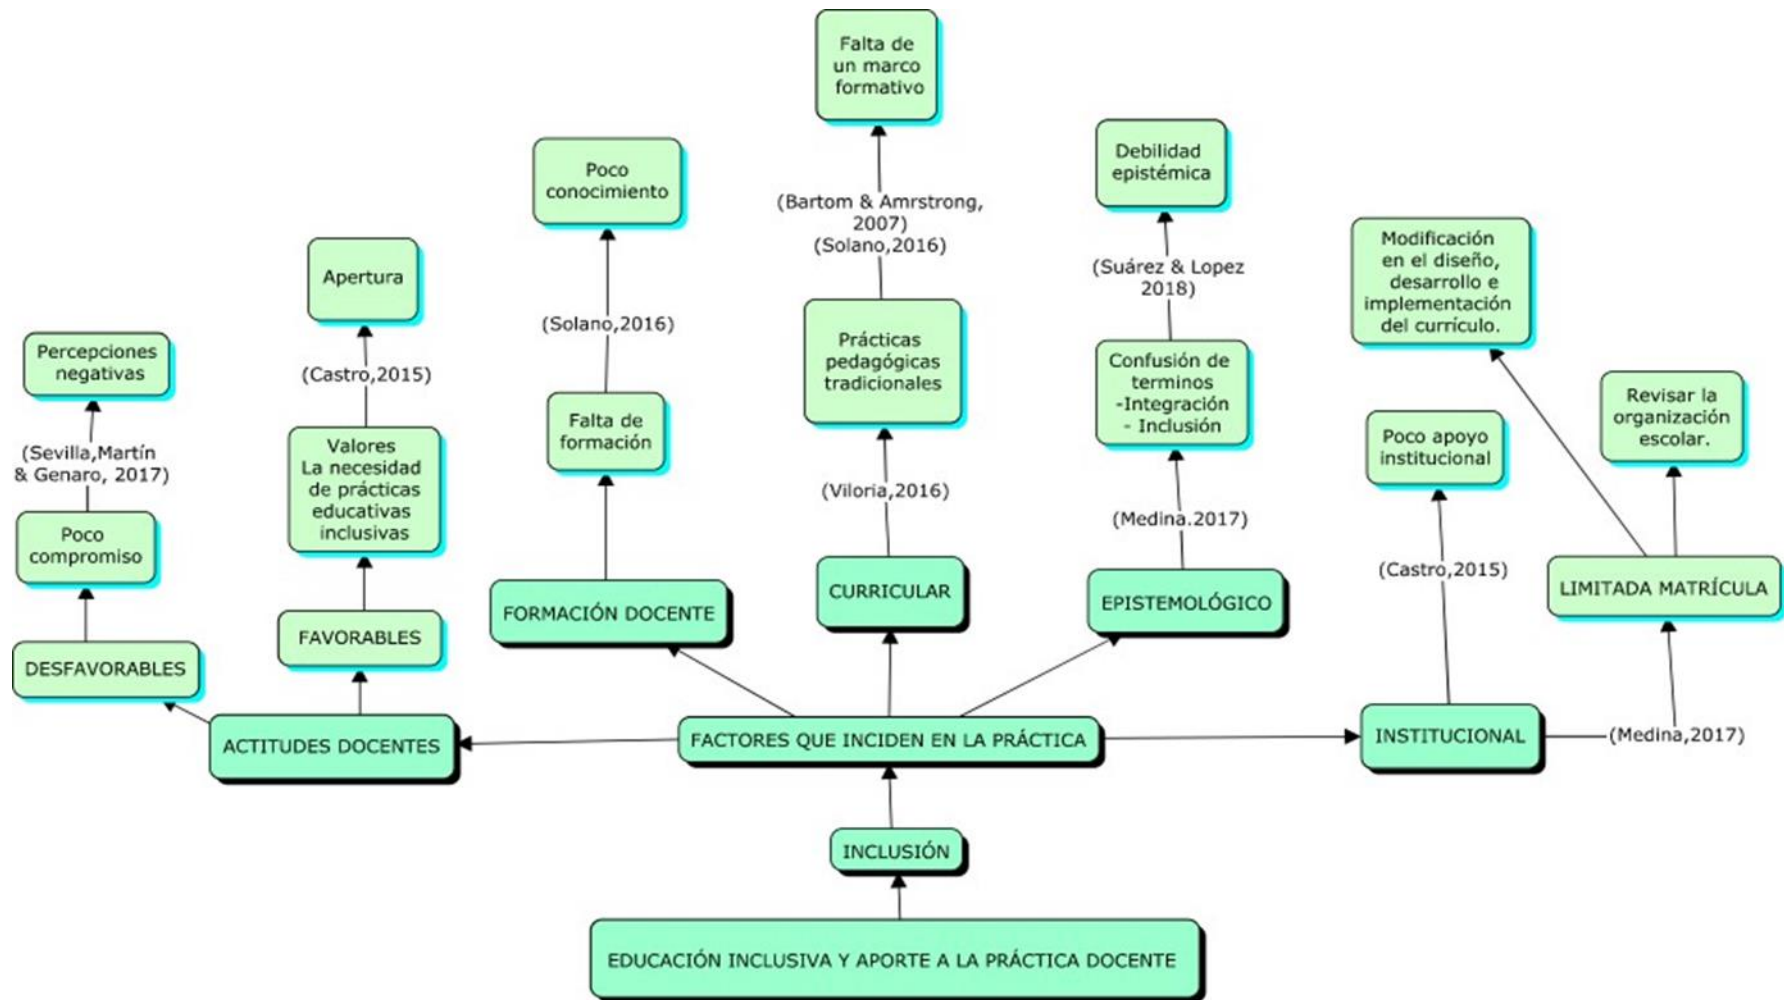 Falta de
un marco
formativo
(Bartom & Amrstrong,
2007)
(Solano,2016)
Prácticas
pedagógicas
tradicionales
(Viloria,2016)
CURRICULAR
Poco
conocimiento
(Solano,2016)
Falta de
formación
FORMACIÓN DOCENTE
Debilidad
epistémica
(Suárez & Lopez
2018)
Confusión de
terminos
-Integración
- Inclusión
(Medina.2017)
EPISTEMOLÓGICO
Apertura
(Castro,2015)
Valores
La necesidad
de prácticas
educativas
inclusivas
FAVORABLES
Percepciones
negativas
(Sevilla,Martín
& Genaro, 2017)
Poco
compromiso
DESFAVORABLES
ACTITUDES DOCENTES
Modificación
en el diseño,
desarrollo e
implementación
del currículo.
Revisar la
organización
escolar.
LIMITADA MATRÍCULA
(Medina,2017)
Poco apoyo
institucional
(Castro,2015)
INSTITUCIONAL
FACTORES QUE INCIDEN EN LA PRÁCTICA
INCLUSIÓN
EDUCACIÓN INCLUSIVA Y APORTE A LA PRÁCTICA DOCENTE